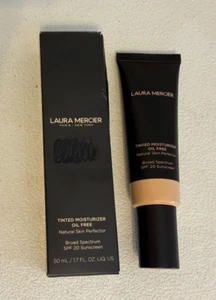 LAURA MERCIER
PARIS • NEW YORK
TINTED MOISTURIZER
OIL FREE
Natural Skin Perfector
Broad Spectrum
SPF 20 Sunscreen
50 mL / 1.7 FL. OZ. LIQ. US
LAURA MERCIER
TINTED MOISTURIZER
OIL FREE
Natural Skin Perfector
Broad Spectrum
SPF 20 Sunscreen